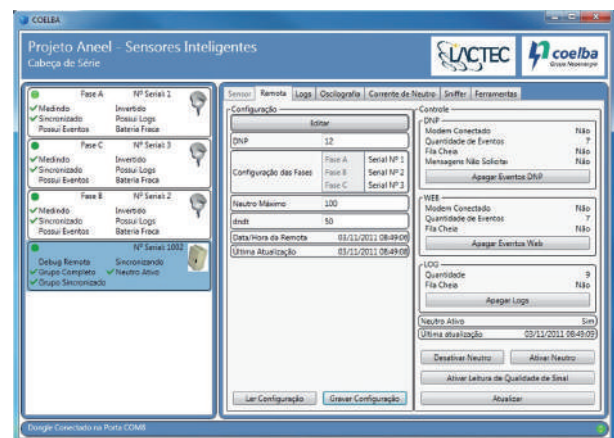 COELBA
Projeto Aneel - Sensores Inteligentes
Cabeça de Série
LACTEC
coelba
Grupo Neoenergia
Fase A Nº Serial: 1
Medindo Invertido
Sincronizado Possui Logs
Possui Eventos Bateria Fraca
Fase C Nº Serial: 3
Medindo Invertido
Sincronizado Possui Logs
Possui Eventos Bateria Fraca
Fase B Nº Serial: 2
Medindo Invertido
Sincronizado Possui Logs
Possui Eventos Bateria Fraca
Nº Serial: 1002
Debug Remota Sincronizando
Grupo Completo Neutro Ativo
Grupo Sincronizado
Sensor Remota Logs Oscilografia Corrente de Neutro Sniffer Ferramentas
Configuração
Editar
DNP 12
Configuração das Fases
Fase A Serial Nº 1
Fase B Serial Nº 2
Fase C Serial Nº 3
Neutro Máximo 100
dndt 50
Data/Hora da Remota 03/11/2011 08:49:08
Última Atualização 03/11/2011 08:49:08
Ler Configuração Gravar Configuração
Controle
DNP
Modem Conectado Não
Quantidade de Eventos 7
Fila Cheia Não
Mensagens Não Solicita Não
Apagar Eventos DNP
WEB
Modem Conectado Não
Quantidade de Eventos 7
Fila Cheia Não
Apagar Eventos Web
LOG
Quantidade 9
Fila Cheia Não
Apagar Logs
Neutro Ativo Sim
Última atualização 03/11/2011 08:49:09
Desativar Neutro Ativar Neutro
Ativar Leitura de Qualidade de Sinal
Atualizar
Dongle Conectado na Porta COM8